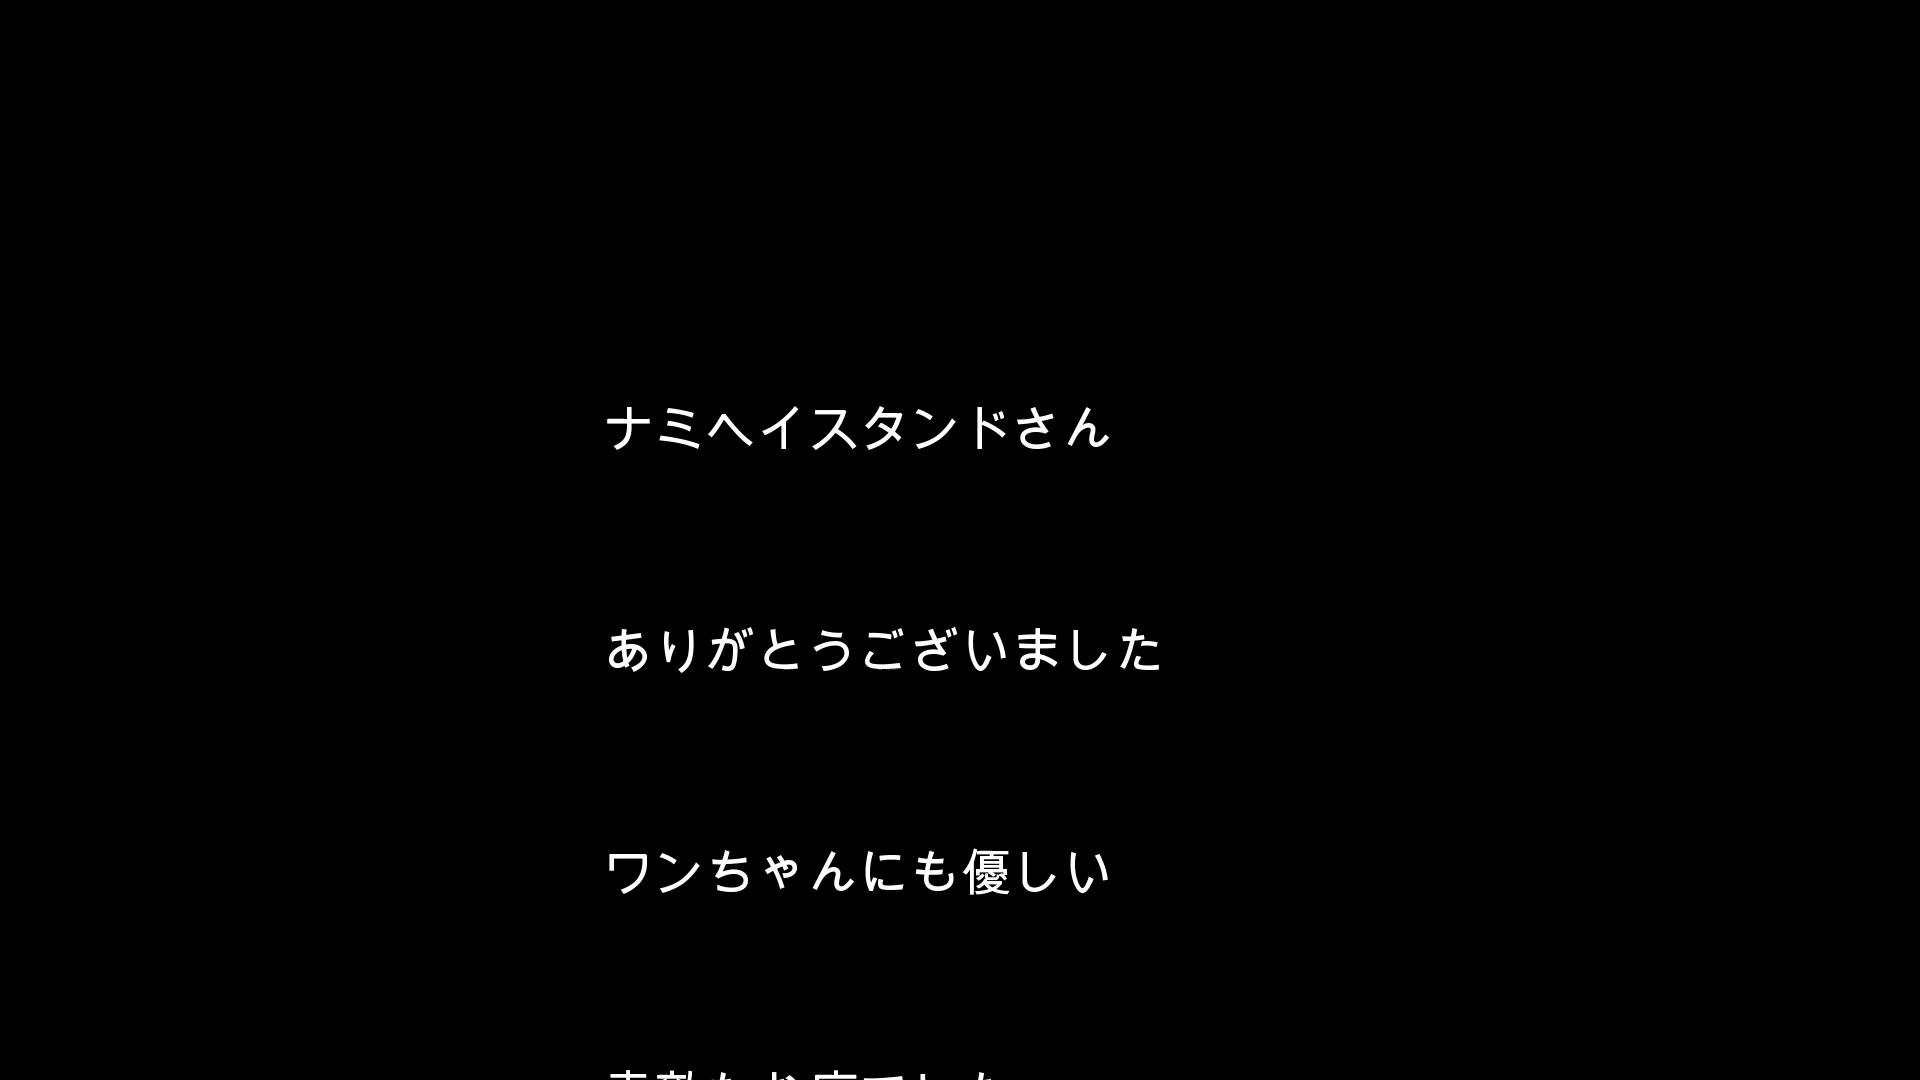 ナミヘイスタンドさん
ありがとうございました
ワンちゃんにも優しい